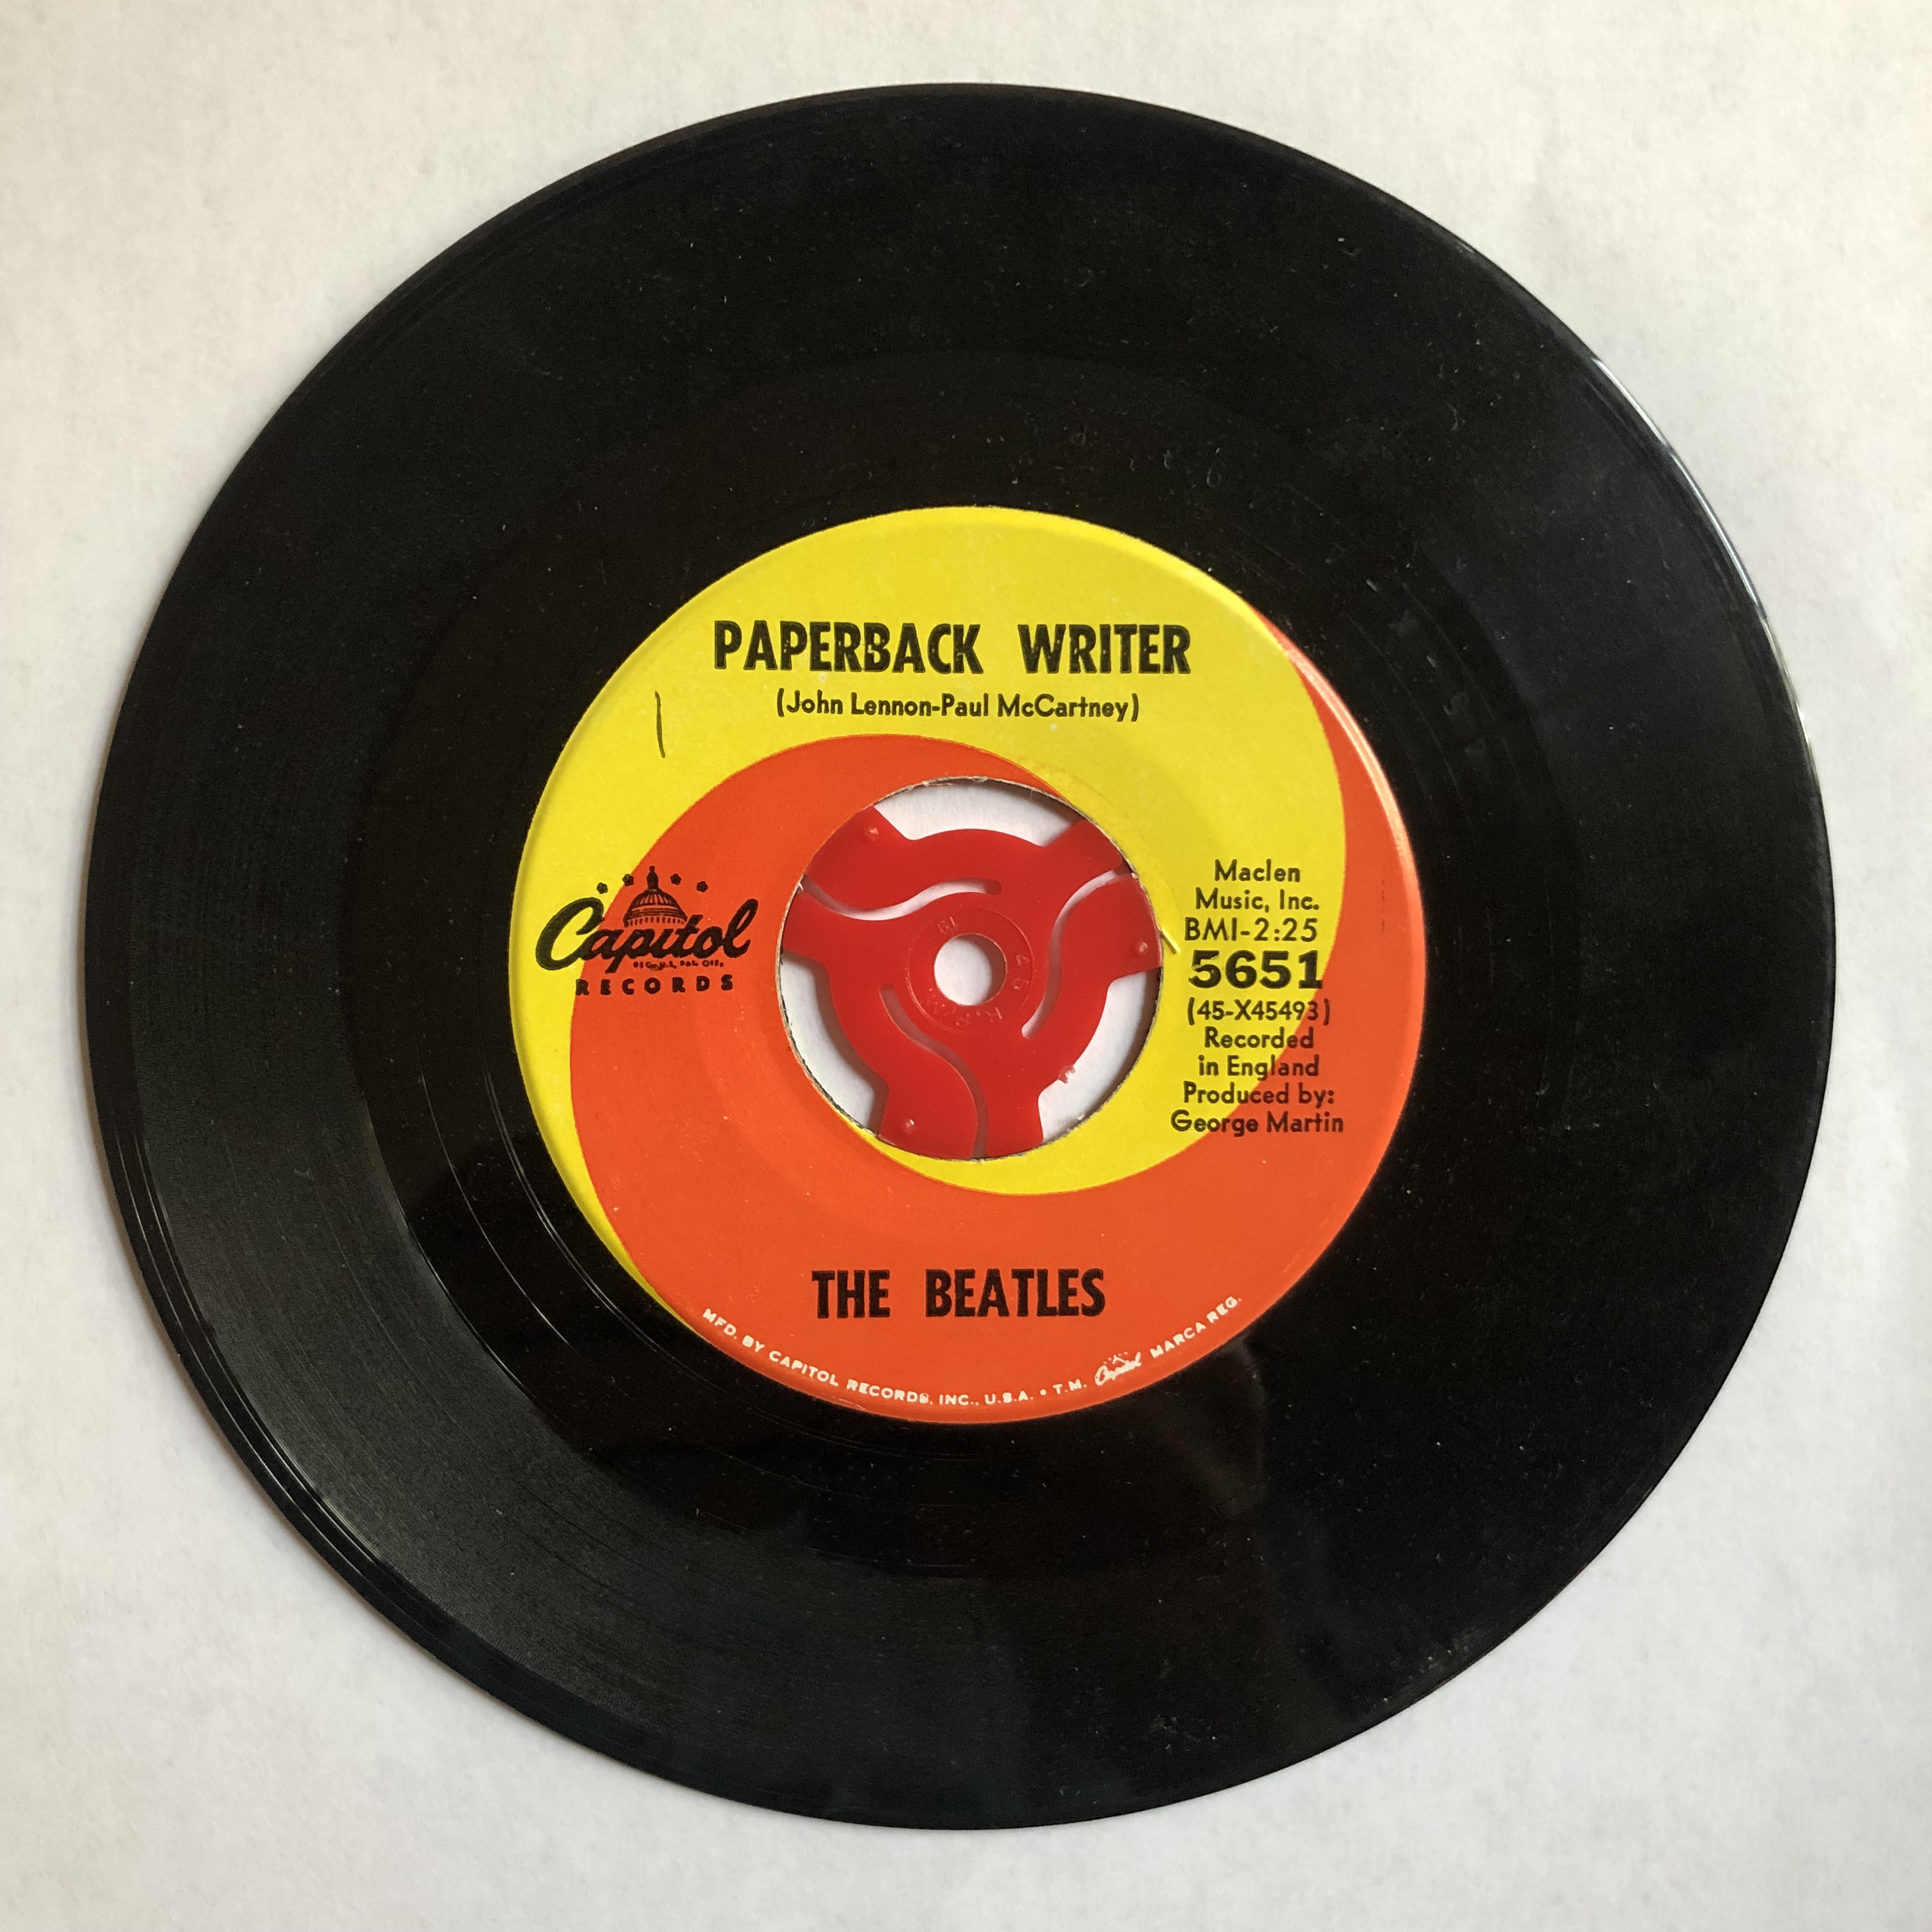 PAPERBACK WRITER
(John Lennon-Paul McCartney)
Capitol
RECORDS
Maclen
Music, Inc.
BMI-2:25
5651
(45-X45493)
Recorded
in England
Produced by:
George Martin
THE BEATLES
MFD. BY CAPITOL RECORDS, INC., U.S.A. • T.M. Capitol MARCA REG.